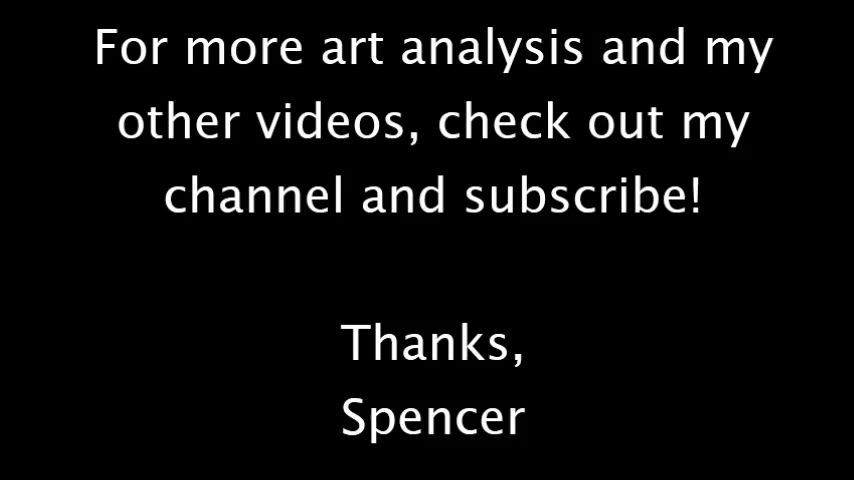 For more art analysis and my
other videos, check out my
channel and subscribe!
Thanks,
Spencer